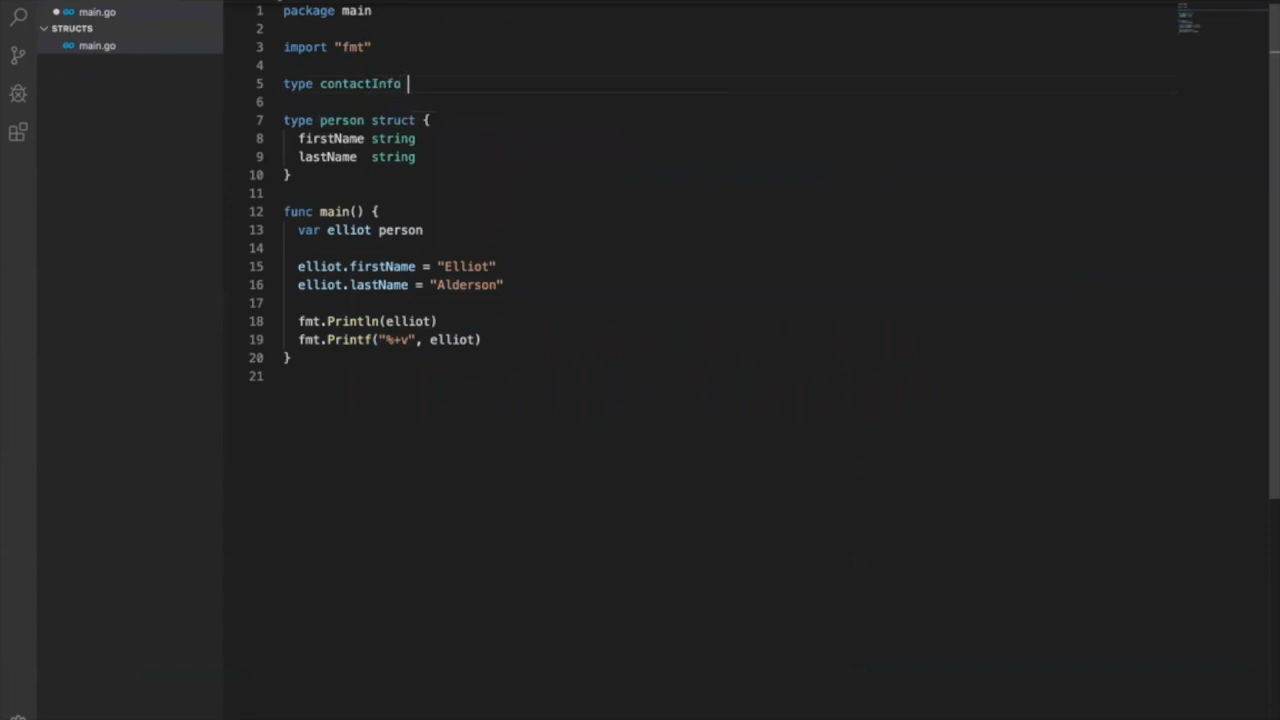 main.go
STRUCTS
main.go
1 package main
2
3 import "fmt"
4
5 type contactInfo
6
7 type person struct {
8 firstName string
9 lastName string
10 }
11
12 func main() {
13 var elliot person
14
15 elliot.firstName = "Elliot"
16 elliot.lastName = "Alderson"
17
18 fmt.Println(elliot)
19 fmt.Printf("%+v", elliot)
20 }
21